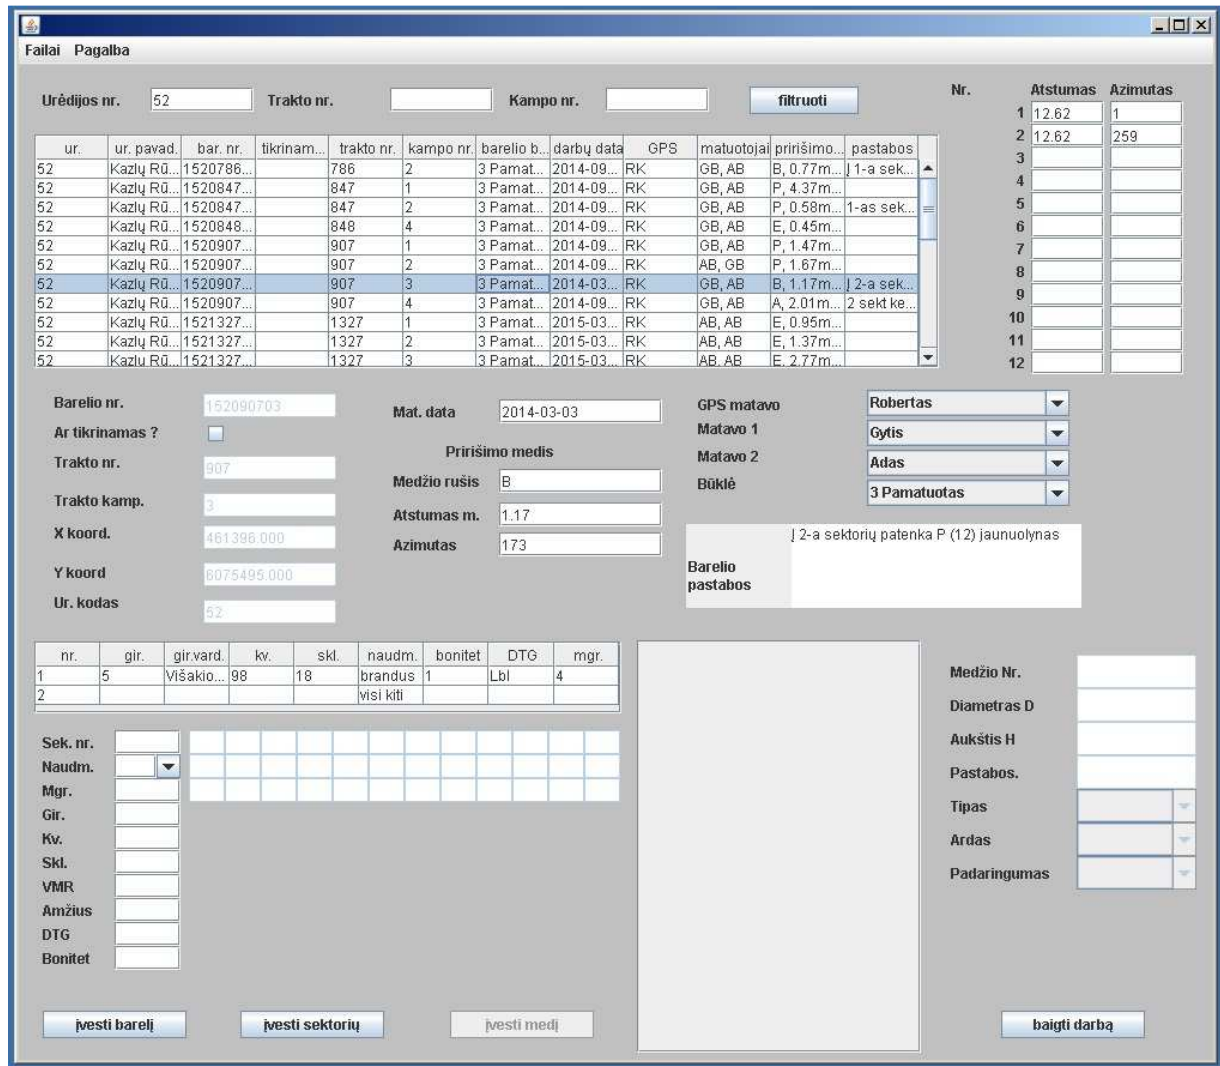 Failai Pagalba
Urėdijos nr. 52 Trakto nr. Kampo nr. filtruoti
Nr. Atstumas Azimutas
1 12.62 1
2 12.62 259
3
4
5
6
7
8
9
10
11
12
ur. ur. pavad. bar. nr. tikrinam... trakto nr. kampo nr. barelio b... darbų data GPS matuotojai pririšimo... pastabos
52 Kazlų Rū... 1520786... 786 2 3 Pamat... 2014-09... RK GB, AB B, 0.77m... Į 1-a sek...
52 Kazlų Rū... 1520847... 847 1 3 Pamat... 2014-09... RK GB, AB P, 4.37m...
52 Kazlų Rū... 1520847... 847 2 3 Pamat... 2014-09... RK GB, AB P, 0.58m... 1-as sek...
52 Kazlų Rū... 1520848... 848 4 3 Pamat... 2014-09... RK GB, AB E, 0.45m...
52 Kazlų Rū... 1520907... 907 1 3 Pamat... 2014-09... RK GB, AB P, 1.47m...
52 Kazlų Rū... 1520907... 907 2 3 Pamat... 2014-09... RK AB, GB P, 1.67m...
52 Kazlų Rū... 1520907... 907 3 3 Pamat... 2014-03... RK GB, AB B, 1.17m... Į 2-a sek...
52 Kazlų Rū... 1520907... 907 4 3 Pamat... 2014-09... RK GB, AB A, 2.01m... 2 sekt ke...
52 Kazlų Rū... 1521327... 1327 1 3 Pamat... 2015-03... RK AB, AB E, 0.95m...
52 Kazlų Rū... 1521327... 1327 2 3 Pamat... 2015-03... RK AB, AB E, 1.37m...
52 Kazlų Rū... 1521327... 1327 3 3 Pamat... 2015-03... RK AB, AB E, 2.77m...
Barelio nr. 152090703
Ar tikrinamas ?
Trakto nr. 907
Trakto kamp. 3
X koord. 461396.000
Y koord 6075495.000
Ur. kodas 52
Mat. data 2014-03-03
Pririšimo medis
Medžio rušis B
Atstumas m. 1.17
Azimutas 173
GPS matavo Robertas
Matavo 1 Gytis
Matavo 2 Adas
Būklė 3 Pamatuotas
Barelio
pastabos
Į 2-a sektorių patenka P (12) jaunuolynas
nr. gir. gir.vard. kv. skl. naudm. bonitet DTG mgr.
1 5 Višakio... 98 18 brandus 1 Lbl 4
2 visi kiti
Sek. nr.
Naudm.
Mgr.
Gir.
Kv.
Skl.
VMR
Amžius
DTG
Bonitet
Medžio Nr.
Diametras D
Aukštis H
Pastabos.
Tipas
Ardas
Padaringumas
įvesti barelį įvesti sektorių įvesti medį baigti darbą